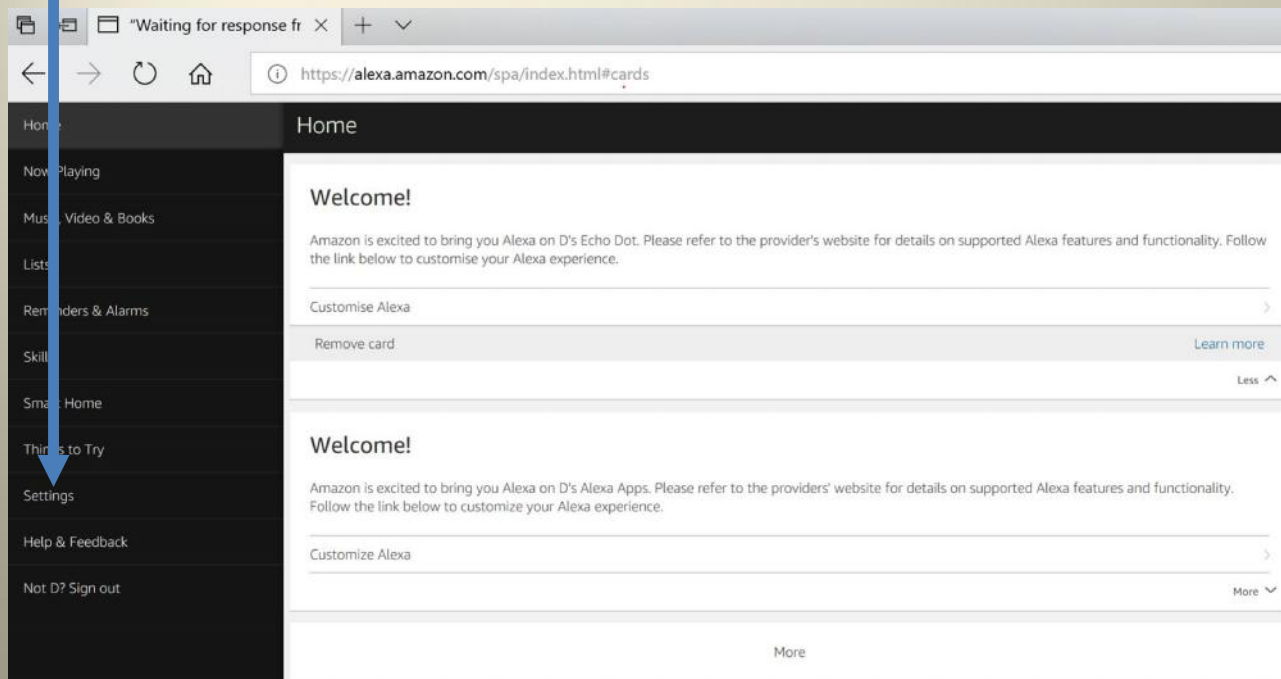 "Waiting for response fr
https://alexa.amazon.com/spa/index.html#cards
Home
Now Playing
Music, Video & Books
Lists
Reminders & Alarms
Skills
Smart Home
Things to Try
Settings
Help & Feedback
Not D? Sign out
Home
Welcome!
Amazon is excited to bring you Alexa on D's Echo Dot. Please refer to the provider's website for details on supported Alexa features and functionality. Follow
the link below to customise your Alexa experience.
Customise Alexa
Remove card
Learn more
Less
Welcome!
Amazon is excited to bring you Alexa on D's Alexa Apps. Please refer to the providers' website for details on supported Alexa features and functionality.
Follow the link below to customize your Alexa experience.
Customize Alexa
More
More